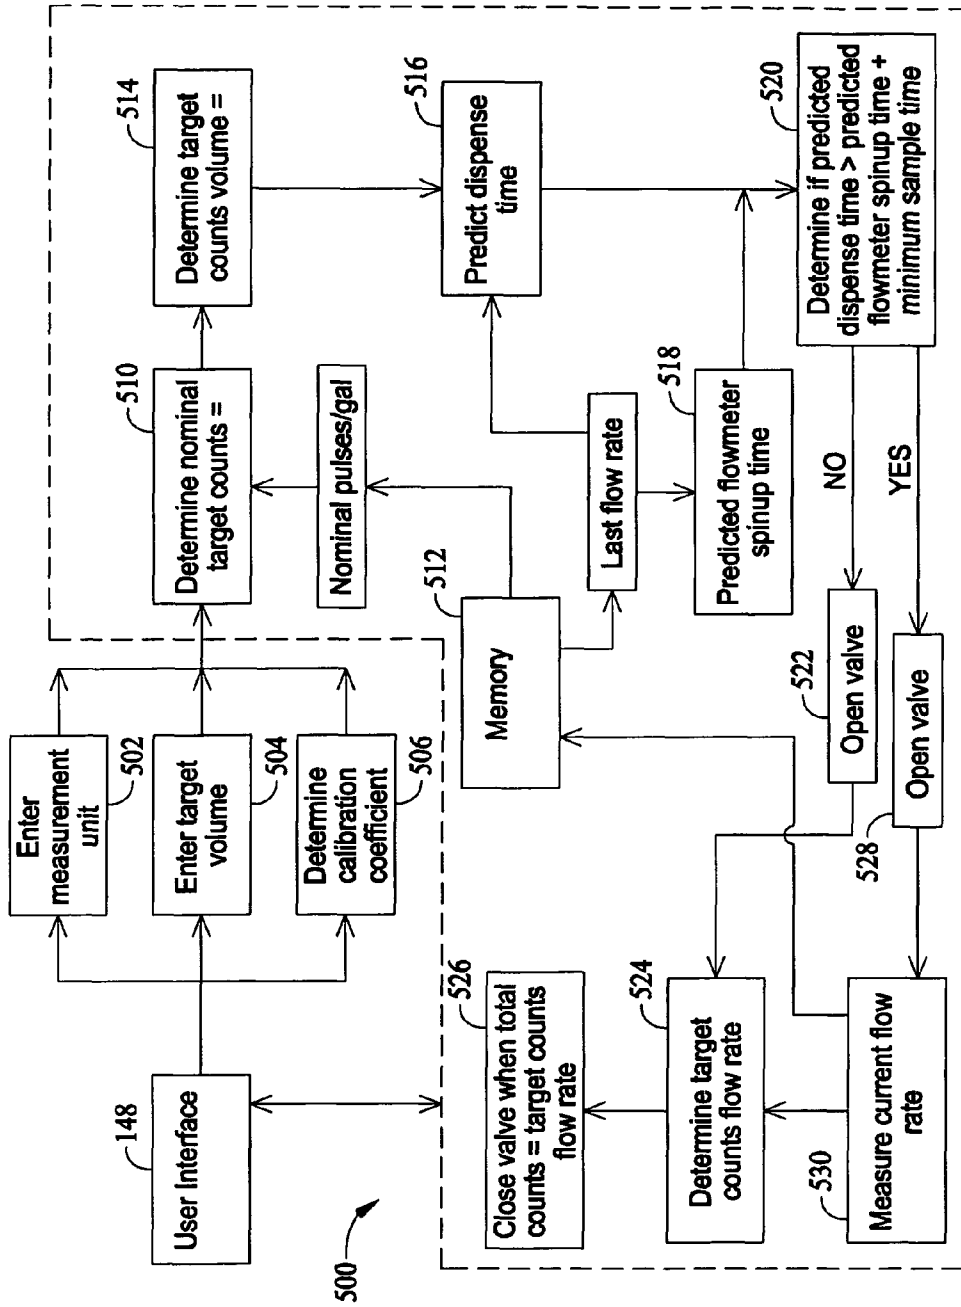 500
148
User Interface
Enter
measurement
unit
502
Enter target
volume
504
Determine
calibration
coefficient
506
510
Determine nominal
target counts =
514
Determine target
counts volume =
Nominal pulses/gal
512
Memory
516
Predict dispense
time
Last flow rate
518
Predicted flowmeter
spinup time
520
Determine if predicted
dispense time > predicted
flowmeter spinup time +
minimum sample time
NO
YES
522
Open valve
528
Open valve
526
Close valve when total
counts = target counts
flow rate
524
Determine target
counts flow rate
530
Measure current flow
rate